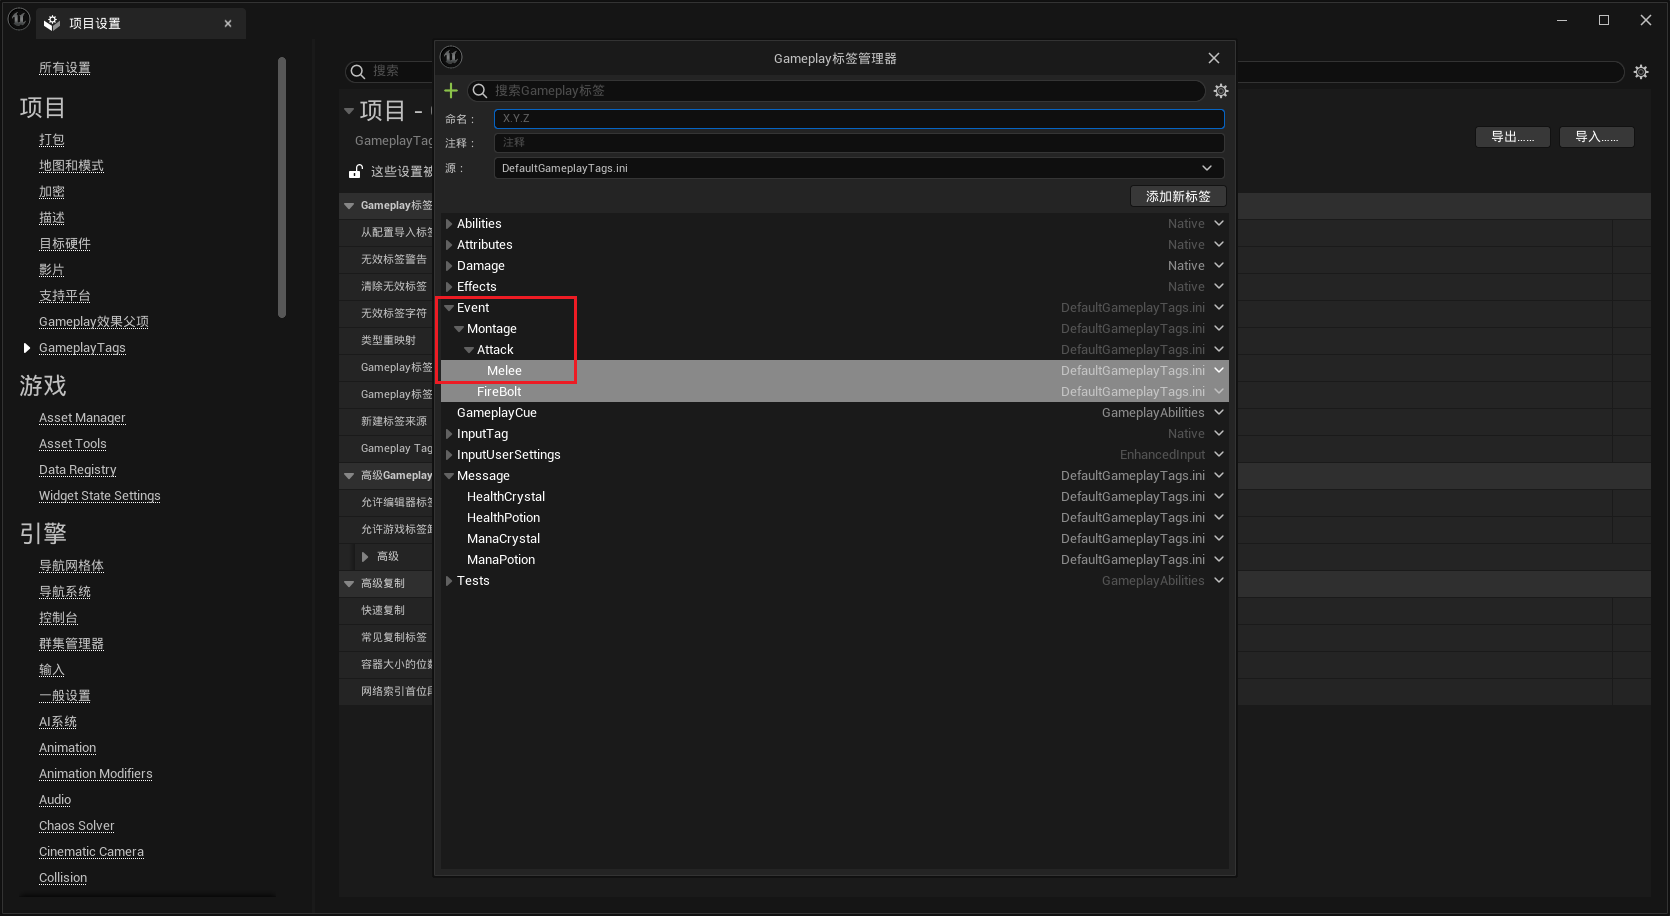 项目设置
所有设置
项目
打包
地图和模式
加密
描述
目标硬件
影片
支持平台
Gameplay效果父项
GameplayTags
游戏
Asset Manager
Asset Tools
Data Registry
Widget State Settings
引擎
导航网格体
导航系统
控制台
群集管理器
输入
一般设置
AI系统
Animation
Animation Modifiers
Audio
Chaos Solver
Cinematic Camera
Collision
搜索
项目 -
GameplayTag
这些设置被
导出......
导入......
Gameplay标签
从配置导入标签
无效标签警告
清除无效标签
无效标签字符
类型重映射
Gameplay标签
Gameplay标签
新建标签来源
Gameplay Tag
高级Gameplay
允许编辑器标签
允许游戏标签
高级
高级复制
快速复制
常见复制标签
容器大小的位数
网络索引首位
Gameplay标签管理器
搜索Gameplay标签
命名： X.Y.Z
注释： 注释
源： DefaultGameplayTags.ini
添加新标签
Abilities Native
Attributes Native
Damage Native
Effects Native
Event DefaultGameplayTags.ini
Montage DefaultGameplayTags.ini
Attack DefaultGameplayTags.ini
Melee DefaultGameplayTags.ini
FireBolt DefaultGameplayTags.ini
GameplayCue GameplayAbilities
InputTag Native
InputUserSettings EnhancedInput
Message DefaultGameplayTags.ini
HealthCrystal DefaultGameplayTags.ini
HealthPotion DefaultGameplayTags.ini
ManaCrystal DefaultGameplayTags.ini
ManaPotion DefaultGameplayTags.ini
Tests GameplayAbilities